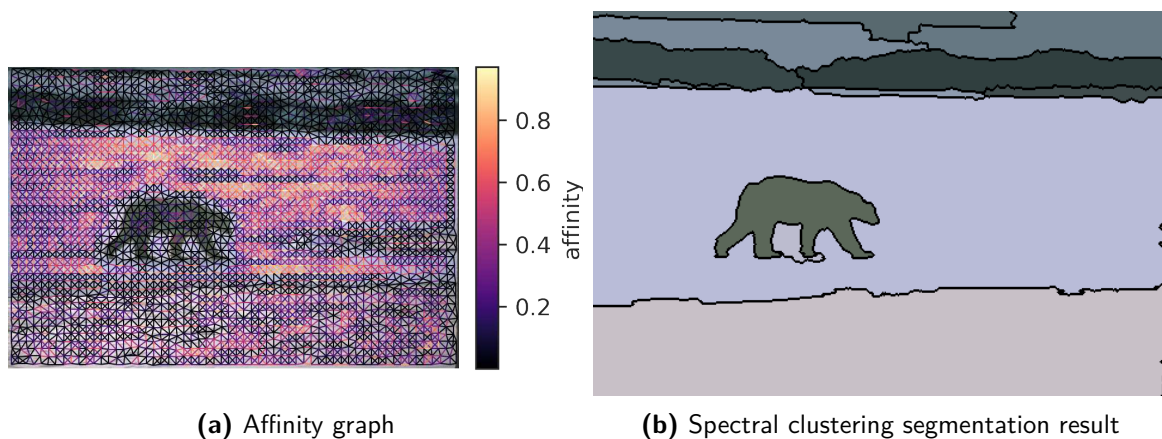 0.8
0.6
0.4
0.2
affinity
(a) Affinity graph
(b) Spectral clustering segmentation result